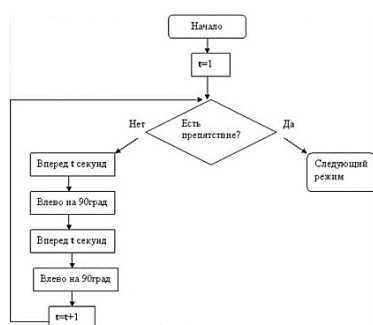 Начало
t=1
Есть
препятствие?
Нет
Да
Вперед t секунд
Следующий
режим
Влево на 90град
Вперед t секунд
Влево на 90град
t=t+1